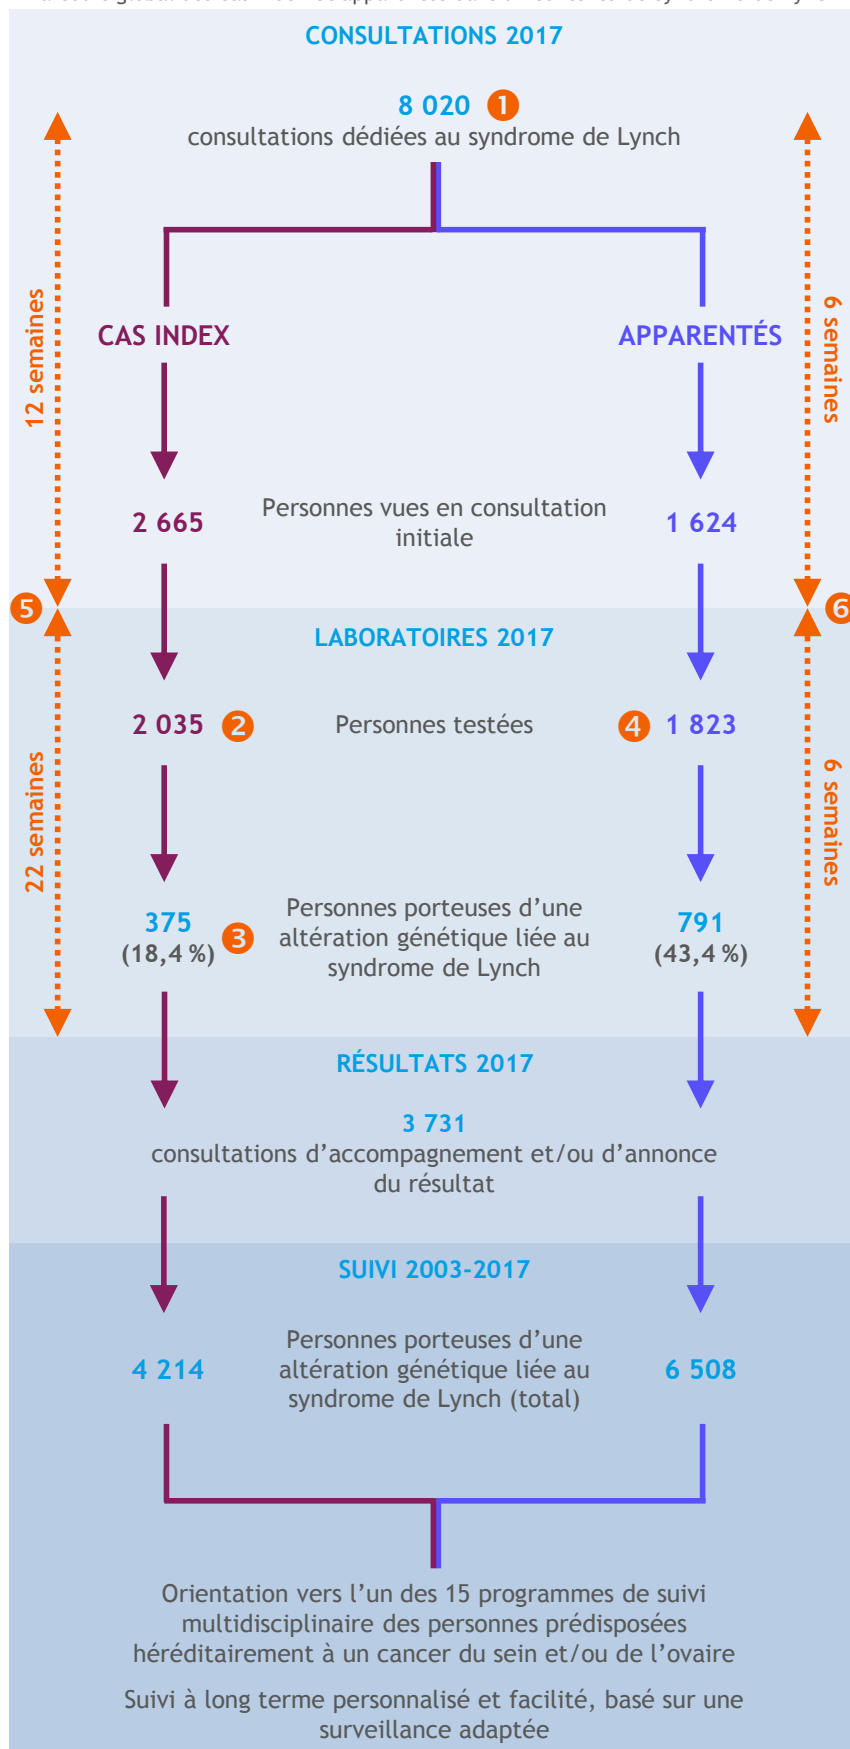 CONSULTATIONS 2017
8 020 1
consultations dédiées au syndrome de Lynch
12 semaines
6 semaines
CAS INDEX
APPARENTÉS
2 665
Personnes vues en consultation
initiale
1 624
5
6
LABORATOIRES 2017
2 035 2
Personnes testées
4 1 823
22 semaines
6 semaines
375
(18,4 %) 3
Personnes porteuses d’une
altération génétique liée au
syndrome de Lynch
791
(43,4 %)
RÉSULTATS 2017
3 731
consultations d’accompagnement et/ou d’annonce
du résultat
SUIVI 2003-2017
4 214
Personnes porteuses d’une
altération génétique liée au
syndrome de Lynch (total)
6 508
Orientation vers l’un des 15 programmes de suivi
multidisciplinaire des personnes prédisposées
héréditairement à un cancer du sein et/ou de l’ovaire
Suivi à long terme personnalisé et facilité, basé sur une
surveillance adaptée